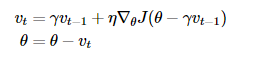 v_t = γv_{t−1} + η∇_θJ(θ − γv_{t−1})
θ = θ − v_t